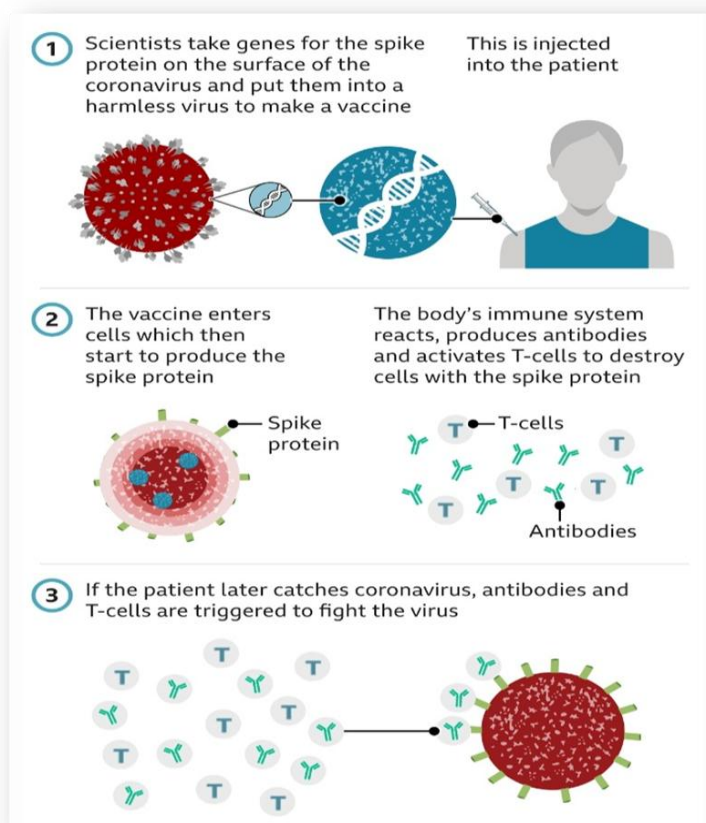 1
Scientists take genes for the spike
protein on the surface of the
coronavirus and put them into a
harmless virus to make a vaccine
This is injected
into the patient
2
The vaccine enters
cells which then
start to produce the
spike protein
The body's immune system
reacts, produces antibodies
and activates T-cells to destroy
cells with the spike protein
Spike
protein
T-cells
T
T
T
T
T
Antibodies
3
If the patient later catches coronavirus, antibodies and
T-cells are triggered to fight the virus
T
T
T
T
T
T
T
T